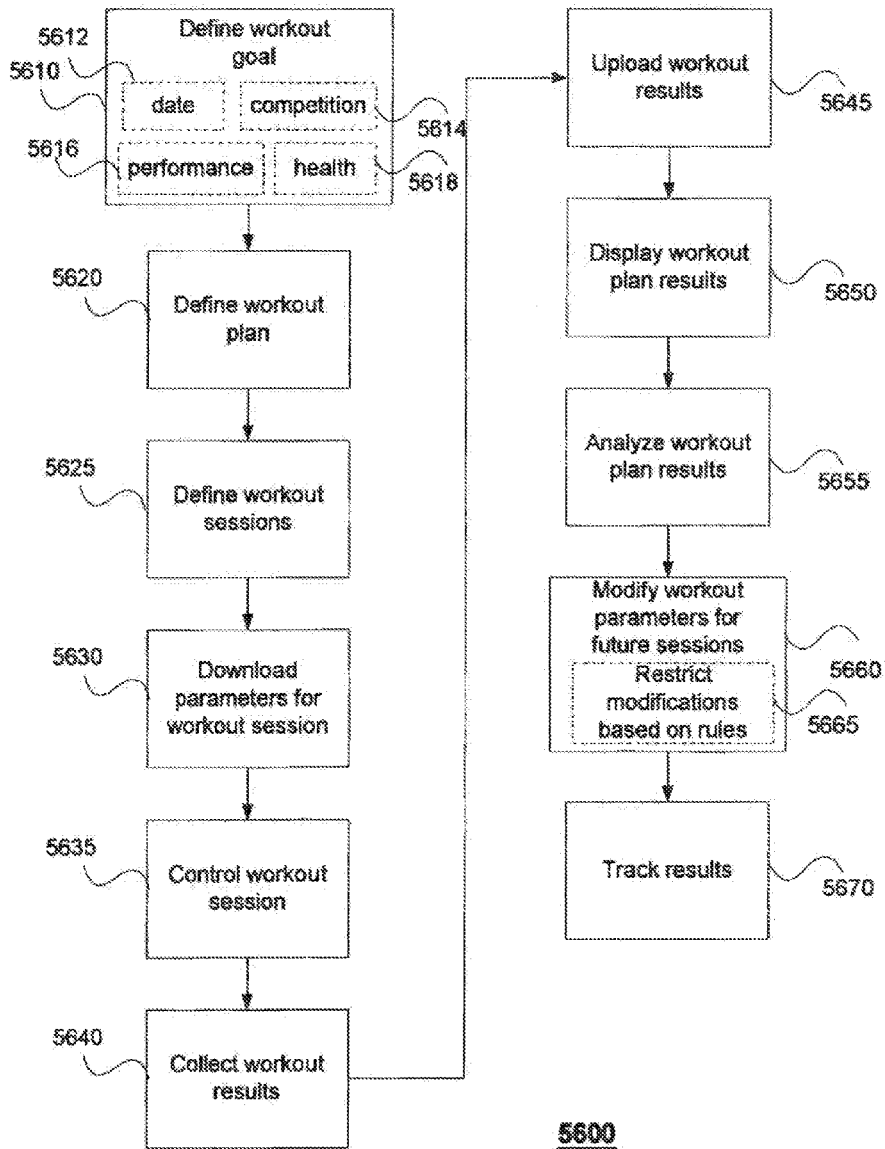 Define workout
goal
5612
5610
date
competition
5614
5616
performance
health
5618
5620
Define workout
plan
5625
Define workout
sessions
5630
Download
parameters for
workout session
5635
Control workout
session
5640
Collect workout
results
Upload workout
results
5645
Display workout
plan results
5650
Analyze workout
plan results
5655
Modify workout
parameters for
future sessions
5660
Restrict
modifications
based on rules
5665
Track results
5670
5600